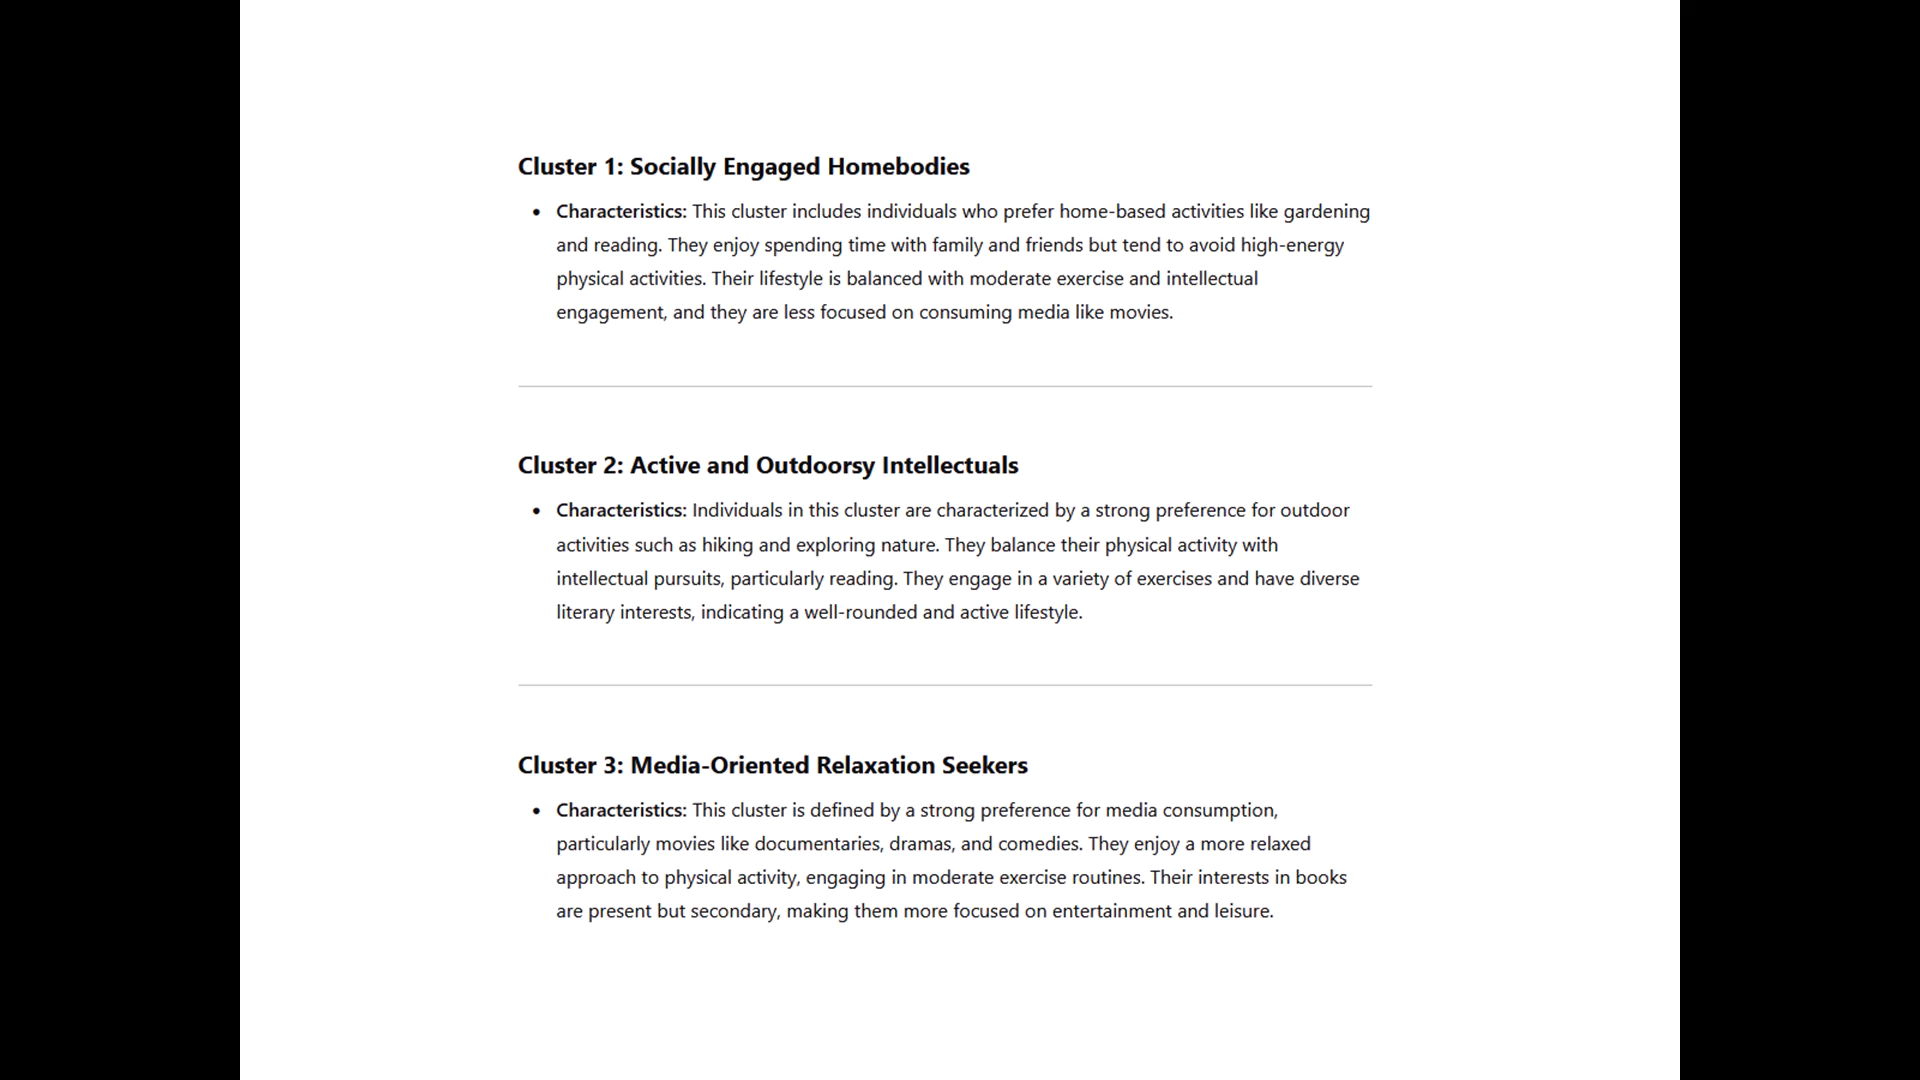 Cluster 1: Socially Engaged Homebodies
• Characteristics: This cluster includes individuals who prefer home-based activities like gardening
and reading. They enjoy spending time with family and friends but tend to avoid high-energy
physical activities. Their lifestyle is balanced with moderate exercise and intellectual
engagement, and they are less focused on consuming media like movies.
Cluster 2: Active and Outdoorsy Intellectuals
• Characteristics: Individuals in this cluster are characterized by a strong preference for outdoor
activities such as hiking and exploring nature. They balance their physical activity with
intellectual pursuits, particularly reading. They engage in a variety of exercises and have diverse
literary interests, indicating a well-rounded and active lifestyle.
Cluster 3: Media-Oriented Relaxation Seekers
• Characteristics: This cluster is defined by a strong preference for media consumption,
particularly movies like documentaries, dramas, and comedies. They enjoy a more relaxed
approach to physical activity, engaging in moderate exercise routines. Their interests in books
are present but secondary, making them more focused on entertainment and leisure.